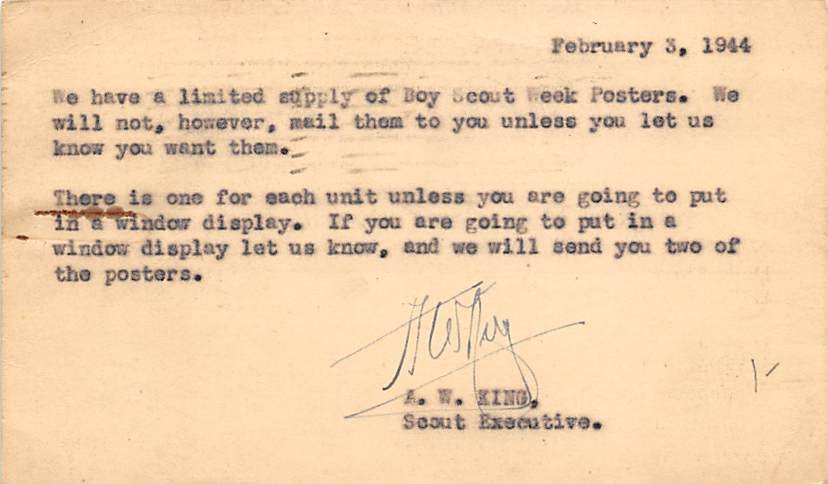 February 3, 1944
We have a limited supply of Boy Scout Week Posters. We
will not, however, mail them to you unless you let us
know you want them.
There is one for each unit unless you are going to put
in a window display. If you are going to put in a
window display let us know, and we will send you two of
the posters.
A W King
A. W. KING,
Scout Executive.